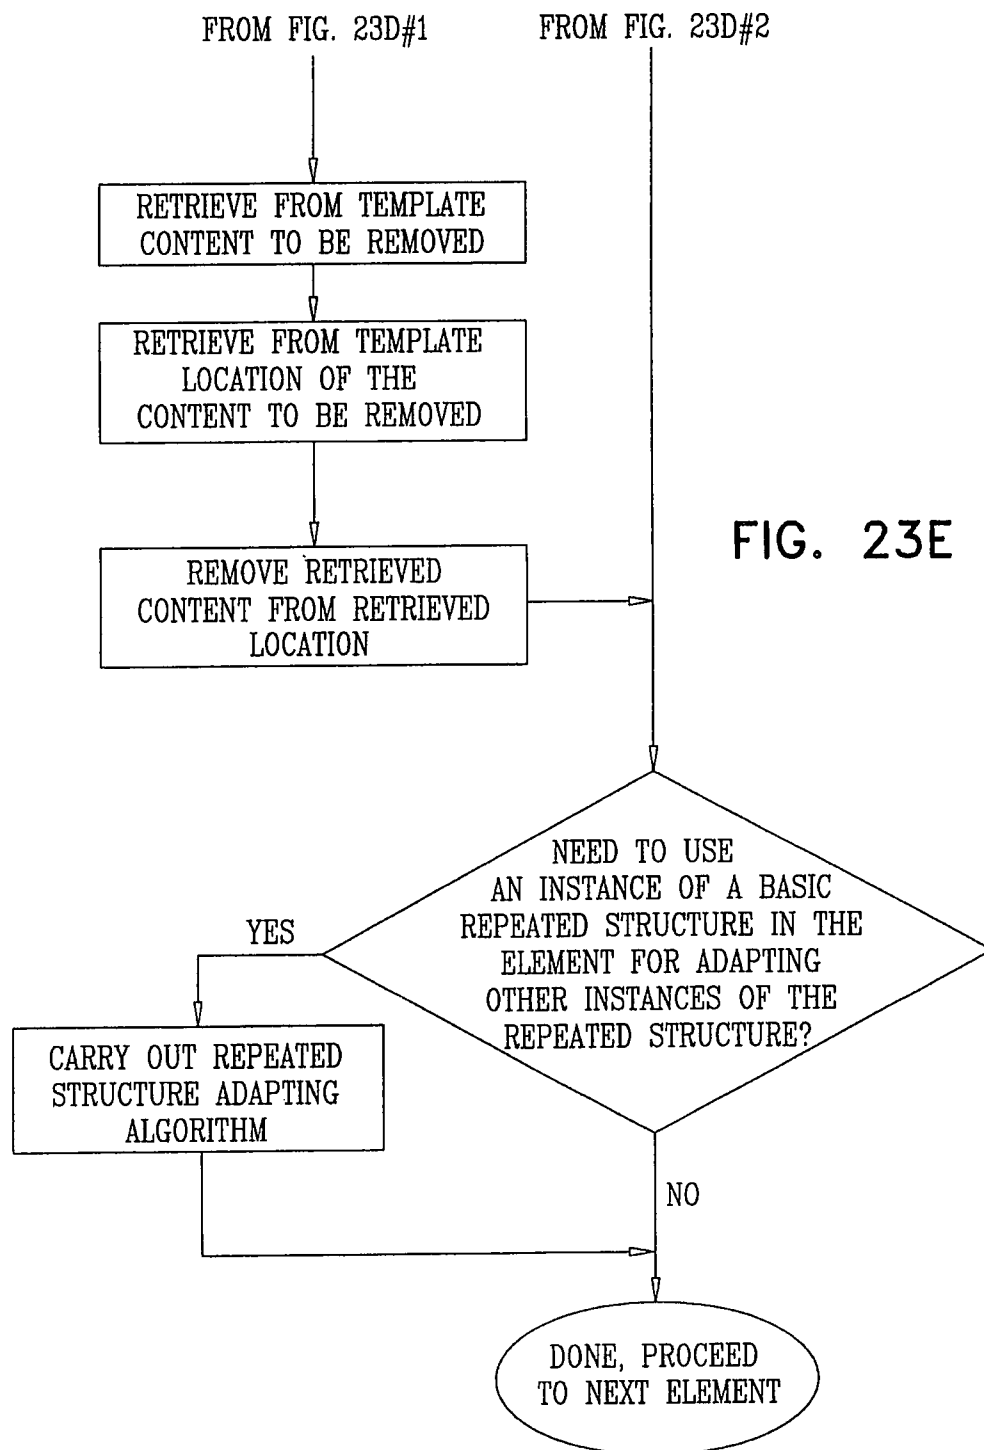 FROM FIG. 23D#1
FROM FIG. 23D#2
RETRIEVE FROM TEMPLATE
CONTENT TO BE REMOVED
RETRIEVE FROM TEMPLATE
LOCATION OF THE
CONTENT TO BE REMOVED
REMOVE RETRIEVED
CONTENT FROM RETRIEVED
LOCATION
FIG. 23E
NEED TO USE
AN INSTANCE OF A BASIC
REPEATED STRUCTURE IN THE
ELEMENT FOR ADAPTING
OTHER INSTANCES OF THE
REPEATED STRUCTURE?
YES
CARRY OUT REPEATED
STRUCTURE ADAPTING
ALGORITHM
NO
DONE, PROCEED
TO NEXT ELEMENT